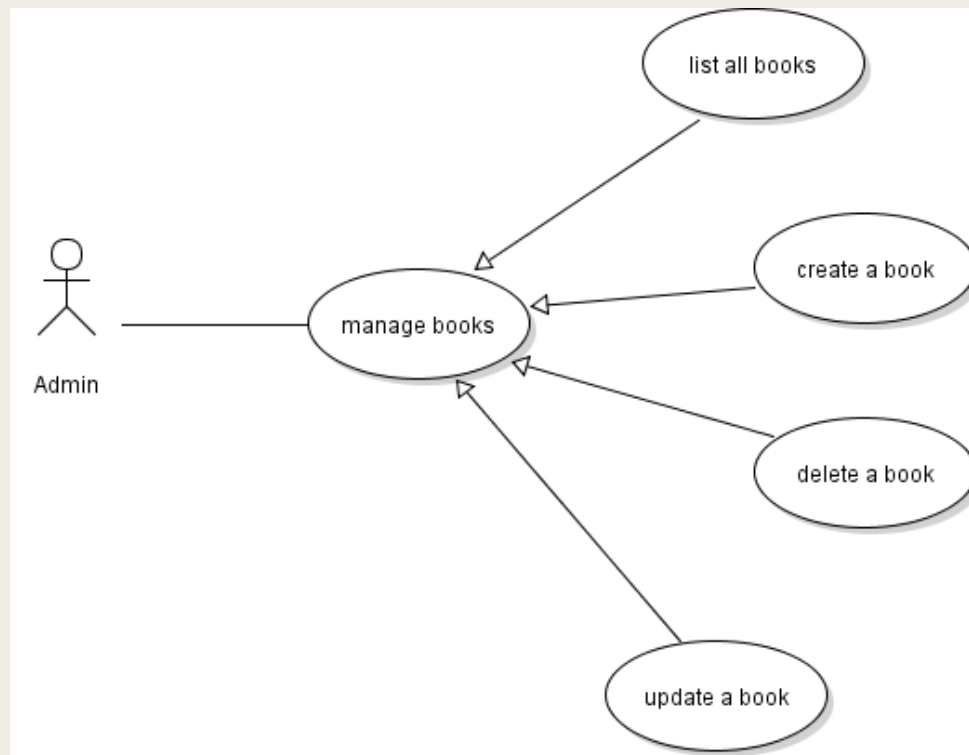 list all books
create a book
manage books
Admin
delete a book
update a book